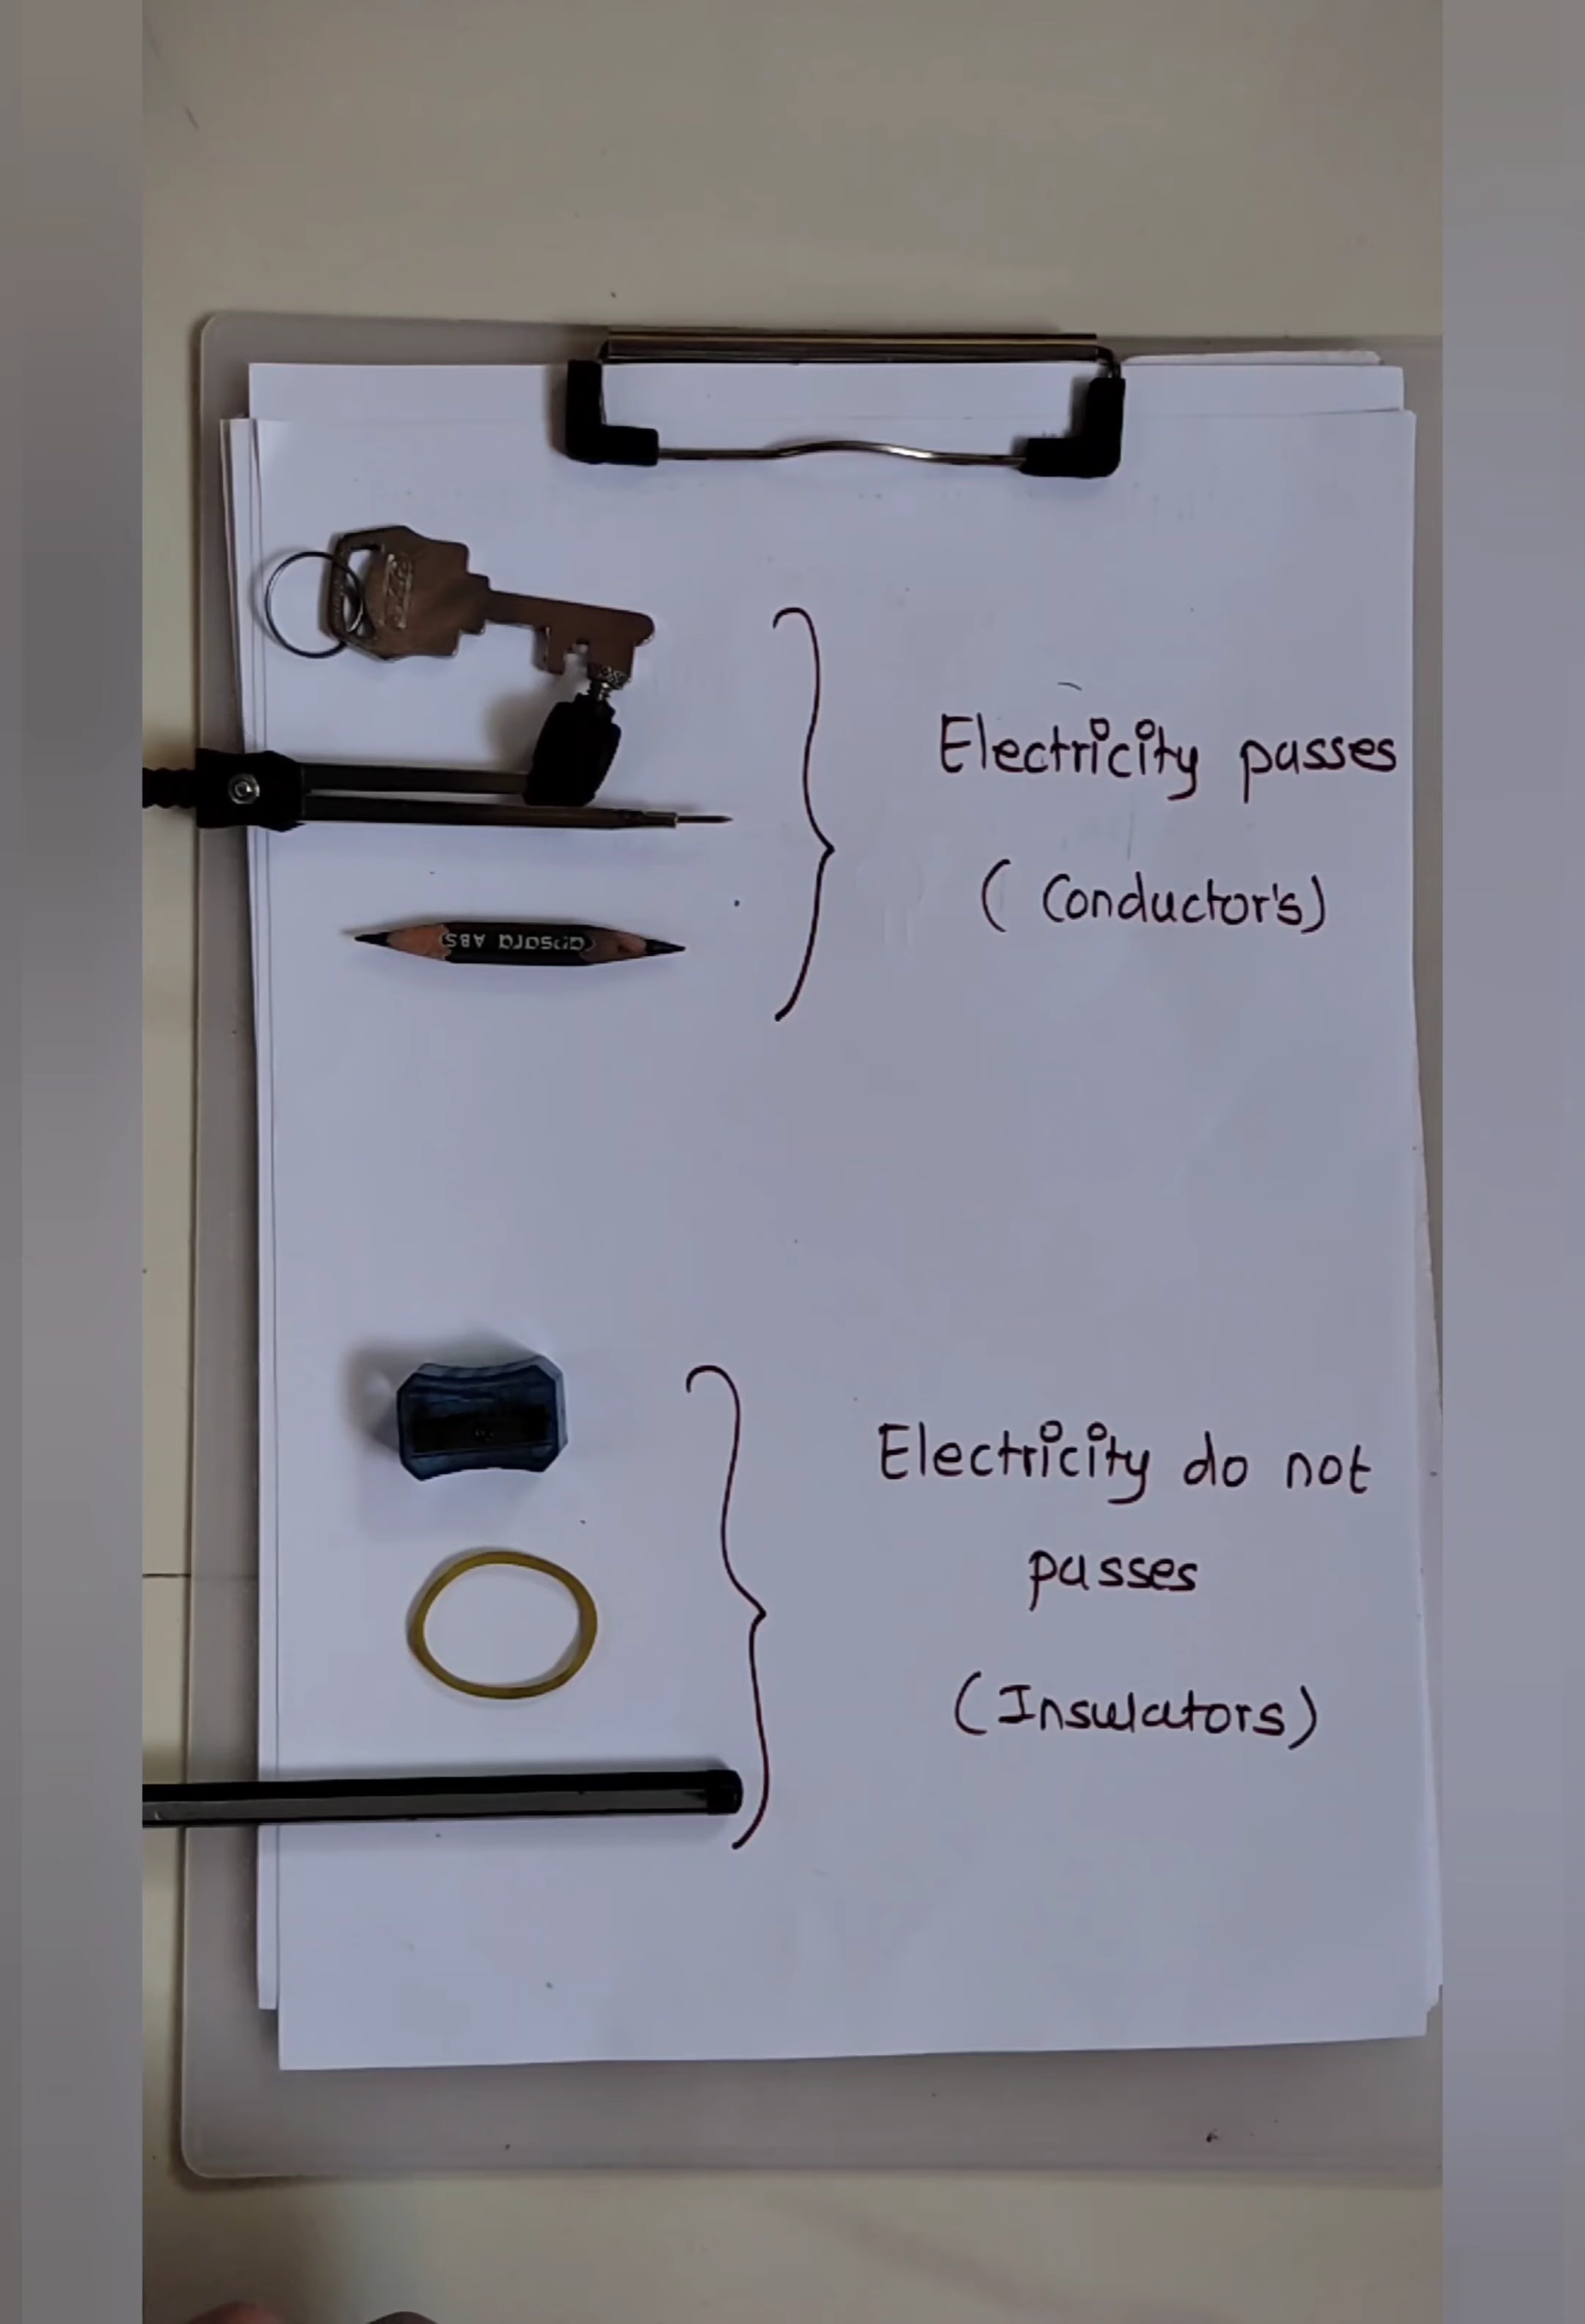 Electricity passes
(Conductor's)
apsara ABS
Electricity do not
passes
(Insulators)